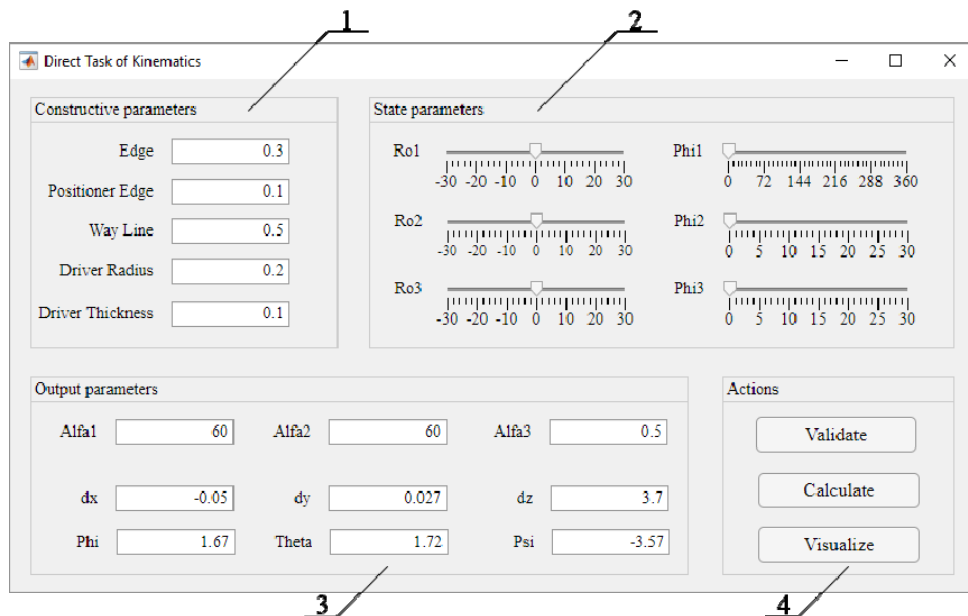 1
2
Direct Task of Kinematics
Constructive parameters
Edge 0.3
Positioner Edge 0.1
Way Line 0.5
Driver Radius 0.2
Driver Thickness 0.1
State parameters
Ro1
-30 -20 -10 0 10 20 30
Phi1
0 72 144 216 288 360
Ro2
-30 -20 -10 0 10 20 30
Phi2
0 5 10 15 20 25 30
Ro3
-30 -20 -10 0 10 20 30
Phi3
0 5 10 15 20 25 30
Output parameters
Alfa1 60 Alfa2 60 Alfa3 0.5
dx -0.05 dy 0.027 dz 3.7
Phi 1.67 Theta 1.72 Psi -3.57
Actions
Validate
Calculate
Visualize
3
4